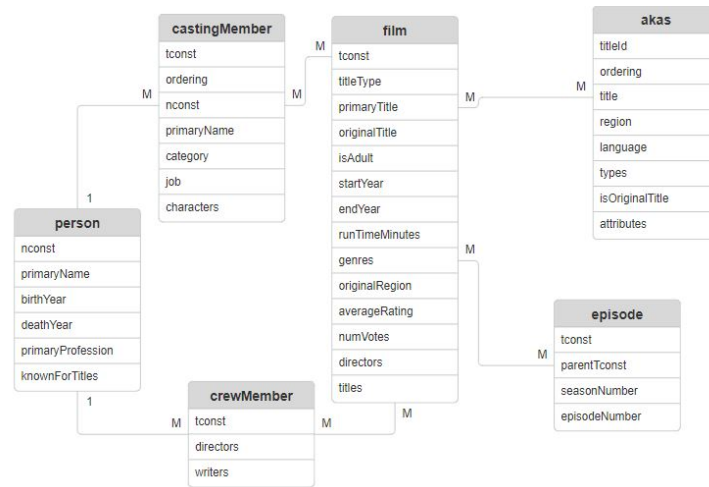 castingMember
tconst
ordering
nconst
primaryName
category
job
characters
M
M
M
film
tconst
titleType
primaryTitle
originalTitle
isAdult
startYear
endYear
runTimeMinutes
genres
originalRegion
averageRating
numVotes
directors
titles
M
M
M
akas
titleId
ordering
title
region
language
types
isOriginalTitle
attributes
M
1
person
nconst
primaryName
birthYear
deathYear
primaryProfession
knownForTitles
1
crewMember
tconst
directors
writers
M
M
episode
tconst
parentTconst
seasonNumber
episodeNumber
M